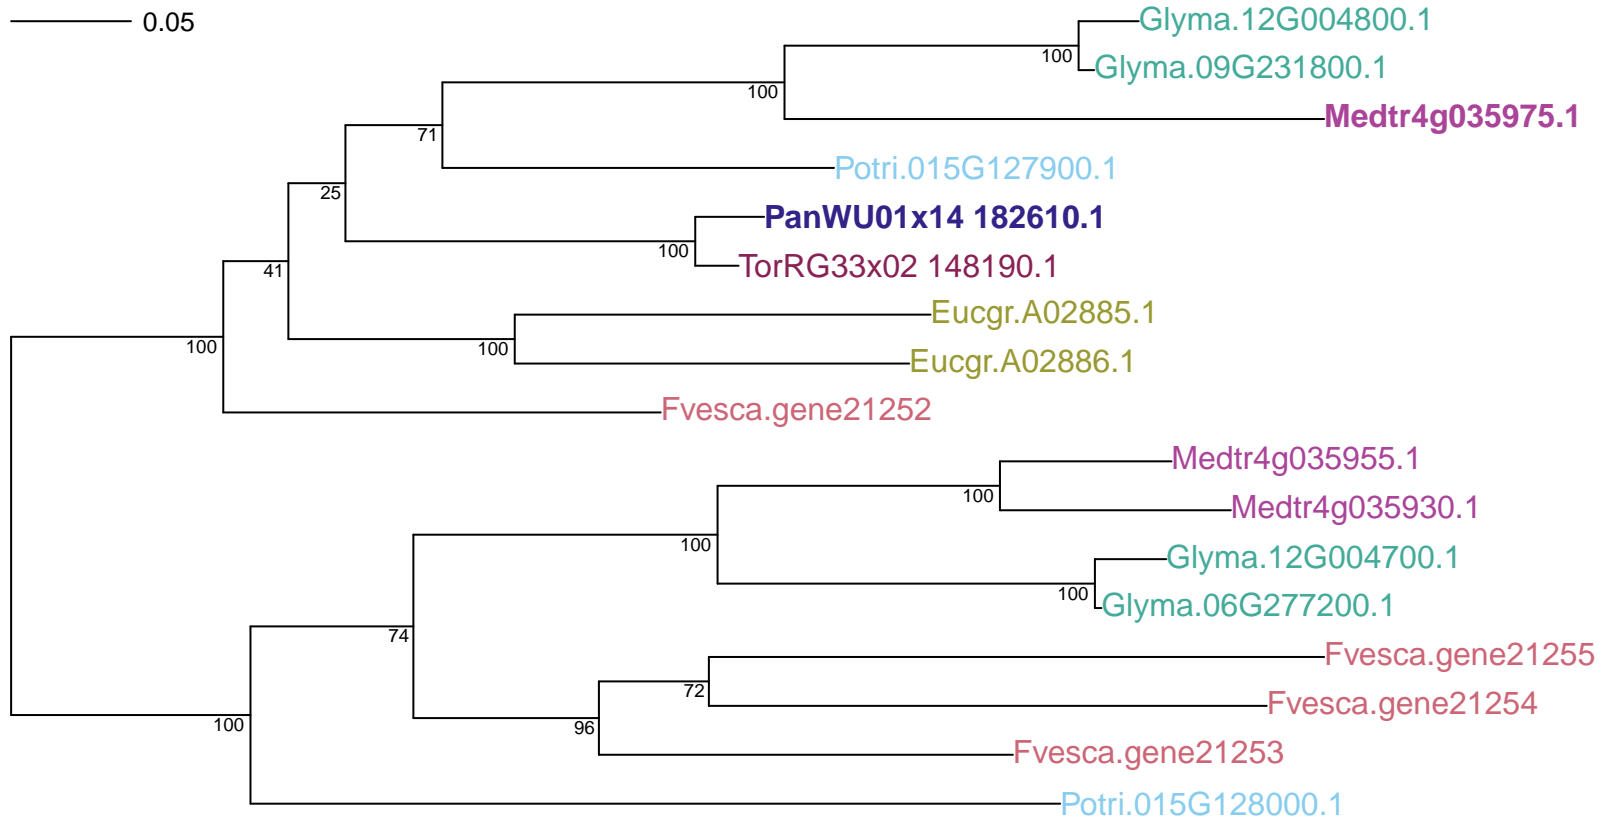 0.05
Glyma.12G004800.1
100
Glyma.09G231800.1
100
Medtr4g035975.1
71
Potri.015G127900.1
25
PanWU01x14 182610.1
100
TorRG33x02 148190.1
41
Eucgr.A02885.1
100
100
Eucgr.A02886.1
Fvesca.gene21252
Medtr4g035955.1
100
Medtr4g035930.1
100
Glyma.12G004700.1
100
Glyma.06G277200.1
74
Fvesca.gene21255
72
Fvesca.gene21254
100
96
Fvesca.gene21253
Potri.015G128000.1